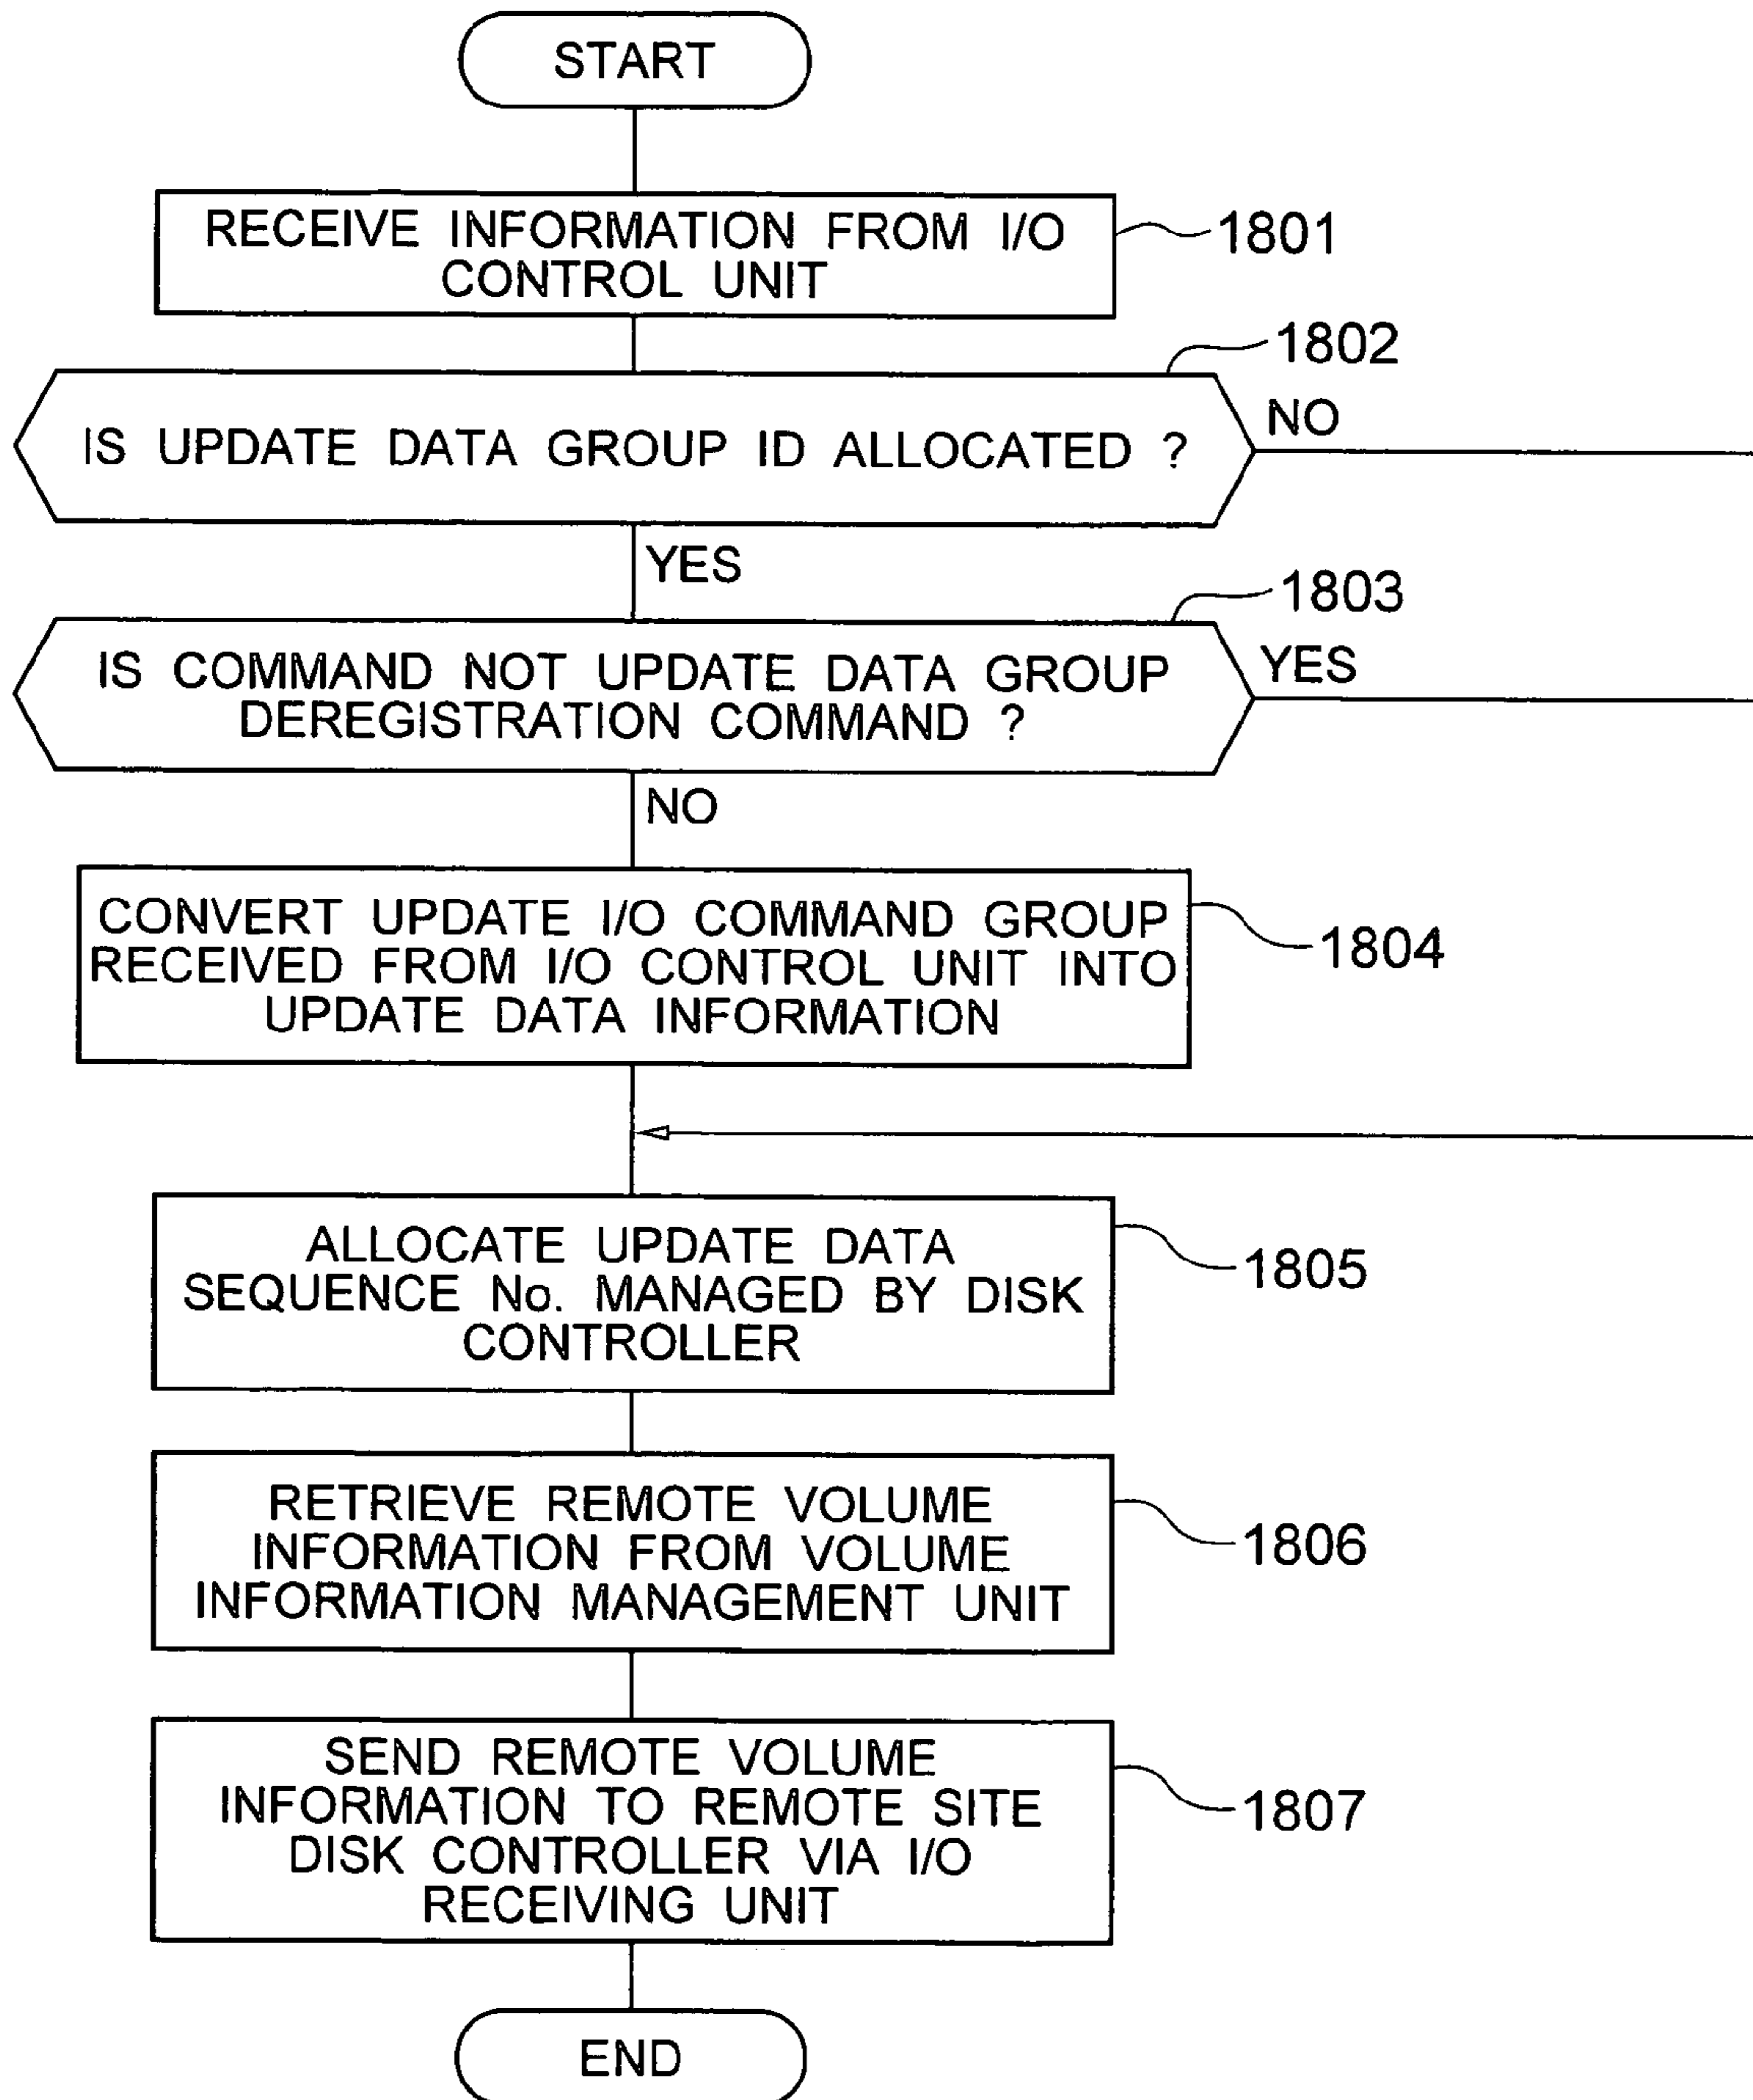 START
RECEIVE INFORMATION FROM I/O
CONTROL UNIT
1801
1802
IS UPDATE DATA GROUP ID ALLOCATED ?
NO
YES
1803
IS COMMAND NOT UPDATE DATA GROUP
DEREGISTRATION COMMAND ?
YES
NO
CONVERT UPDATE I/O COMMAND GROUP
RECEIVED FROM I/O CONTROL UNIT INTO
UPDATE DATA INFORMATION
1804
ALLOCATE UPDATE DATA
SEQUENCE No. MANAGED BY DISK
CONTROLLER
1805
RETRIEVE REMOTE VOLUME
INFORMATION FROM VOLUME
INFORMATION MANAGEMENT UNIT
1806
SEND REMOTE VOLUME
INFORMATION TO REMOTE SITE
DISK CONTROLLER VIA I/O
RECEIVING UNIT
1807
END